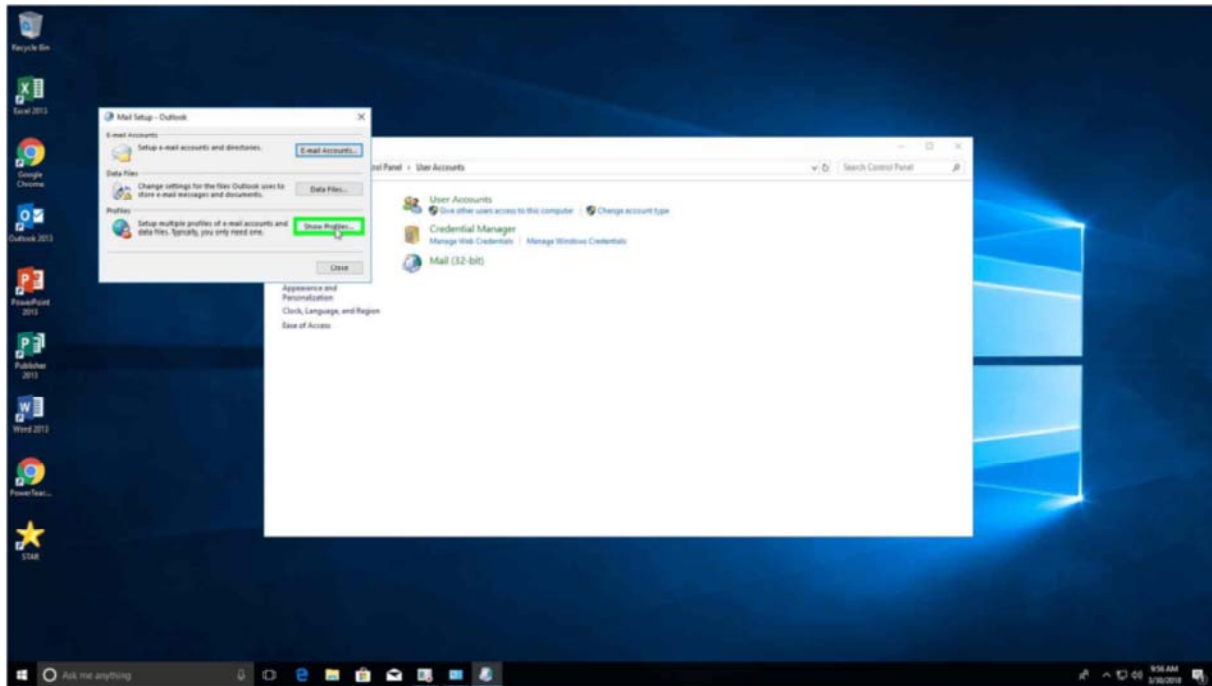 Recycle Bin
Excel 2013
Google
Chrome
Outlook 2013
PowerPoint
2013
Publisher
2013
Word 2013
PowerTeac...
STAR
Mail Setup - Outlook
E-mail Accounts
Setup e-mail accounts and directories.
E-mail Accounts...
Data Files
Change settings for the files Outlook uses to
store e-mail messages and documents.
Data Files...
Profiles
Setup multiple profiles of e-mail accounts and
data files. Typically, you only need one.
Show Profiles...
Close
Panel › User Accounts
Search Control Panel
User Accounts
Give other users access to this computer
Change account type
Credential Manager
Manage Web Credentials
Manage Windows Credentials
Mail (32-bit)
Appearance and
Personalization
Clock, Language, and Region
Ease of Access
Ask me anything
9:56 AM
3/30/2018